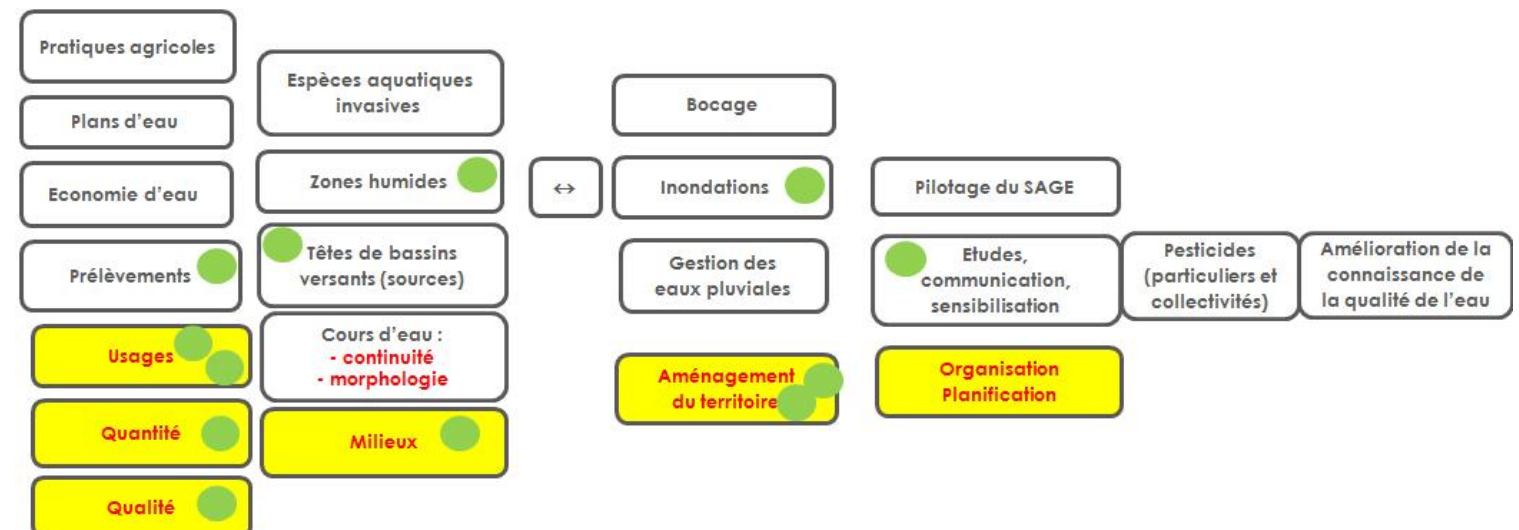 Pratiques agricoles
Plans d'eau
Economie d'eau
Prélèvements
Usages
Quantité
Qualité
Espèces aquatiques
invasives
Zones humides
Têtes de bassins
versants (sources)
Cours d'eau :
- continuité
- morphologie
Milieux
↔
Bocage
Inondations
Gestion des
eaux pluviales
Aménagement
du territoire
Pilotage du SAGE
Etudes,
communication,
sensibilisation
Organisation
Planification
Pesticides
(particuliers et
collectivités)
Amélioration de la
connaissance de
la qualité de l'eau